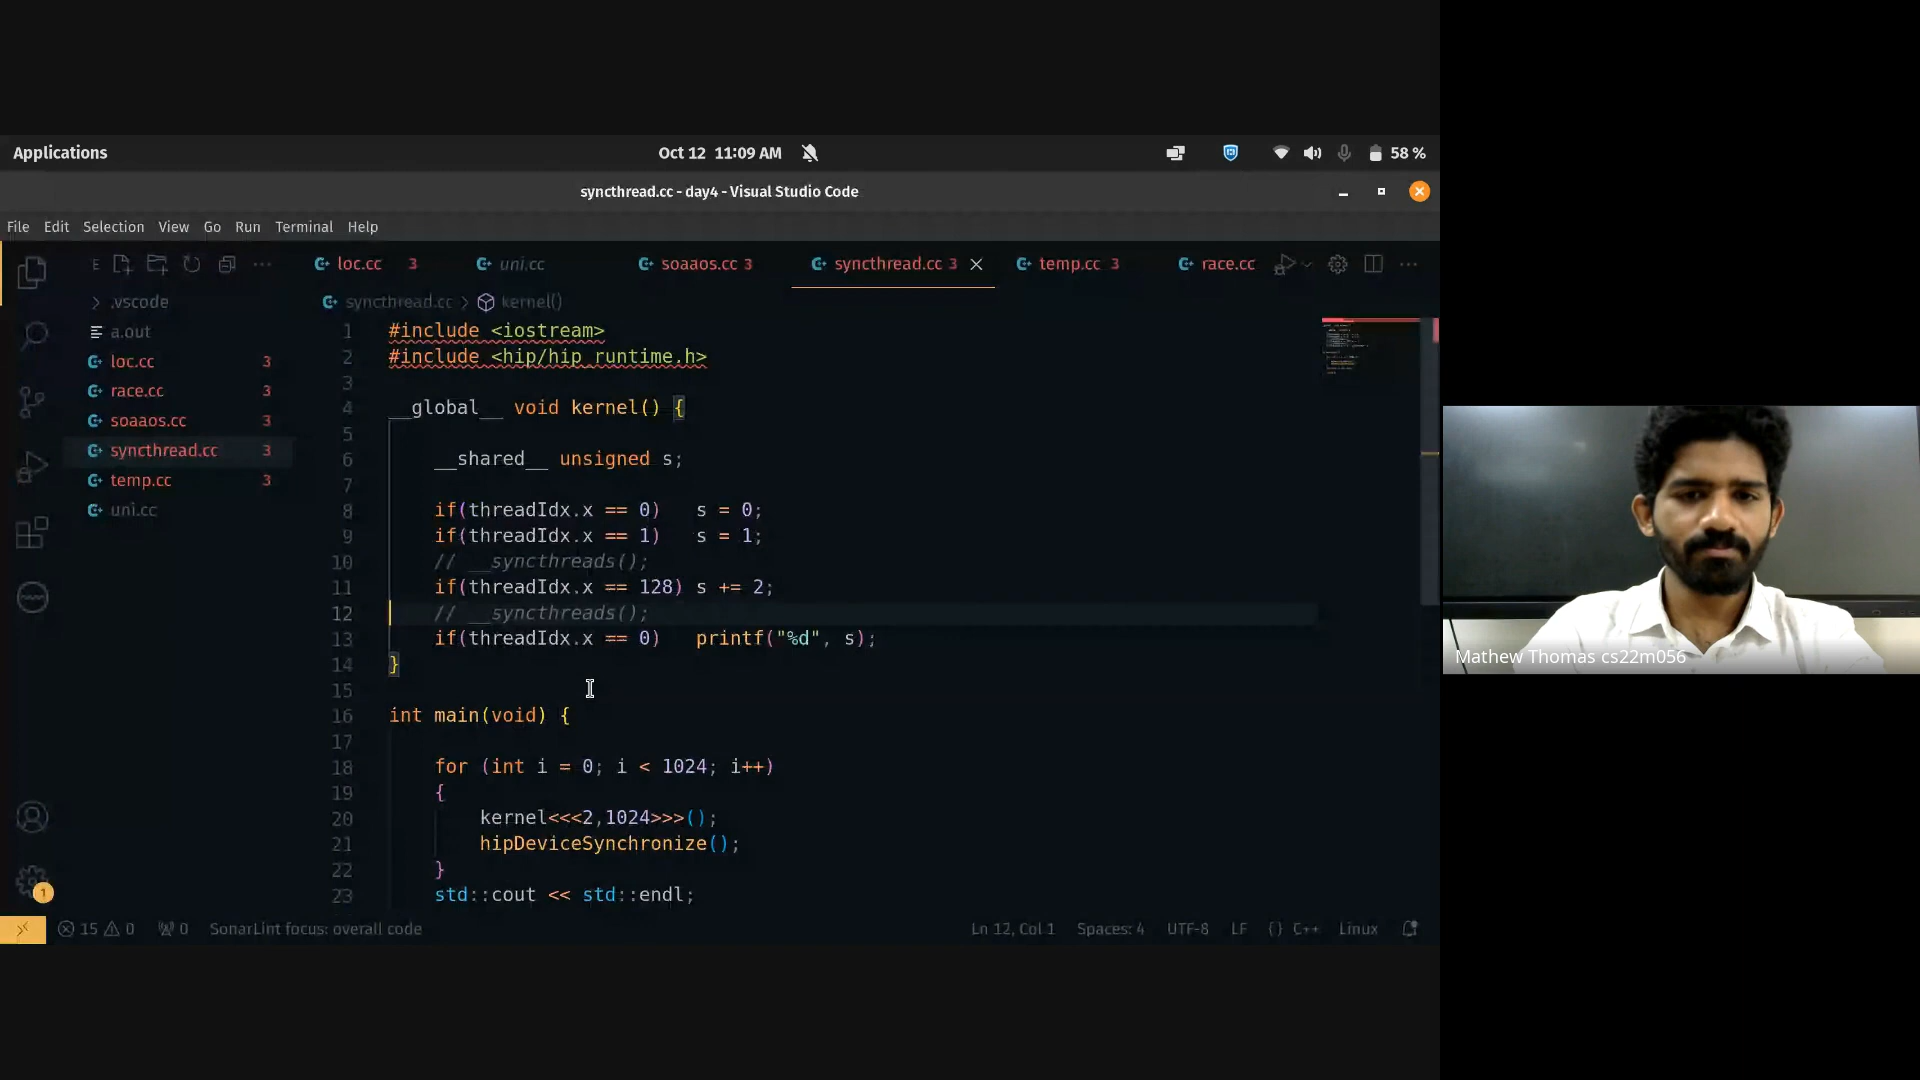 Applications
Oct 12 11:09 AM
58 %
syncthread.cc - day4 - Visual Studio Code
File Edit Selection View Go Run Terminal Help
E
loc.cc 3
uni.cc
soaaos.cc 3
syncthread.cc 3
temp.cc 3
race.cc
.vscode
a.out
loc.cc 3
race.cc 3
soaaos.cc 3
syncthread.cc 3
temp.cc 3
uni.cc
syncthread.cc > kernel()
1 #include <iostream>
2 #include <hip/hip_runtime.h>
3
4 __global__ void kernel() {
5
6 __shared__ unsigned s;
7
8 if(threadIdx.x == 0) s = 0;
9 if(threadIdx.x == 1) s = 1;
10 // __syncthreads();
11 if(threadIdx.x == 128) s += 2;
12 // __syncthreads();
13 if(threadIdx.x == 0) printf("%d", s);
14 }
15
16 int main(void) {
17
18 for (int i = 0; i < 1024; i++)
19 {
20 kernel<<<2,1024>>>();
21 hipDeviceSynchronize();
22 }
23 std::cout << std::endl;
1
15 0 0 SonarLint focus: overall code
Ln 12, Col 1 Spaces: 4 UTF-8 LF {} C++ Linux
Mathew Thomas cs22m056